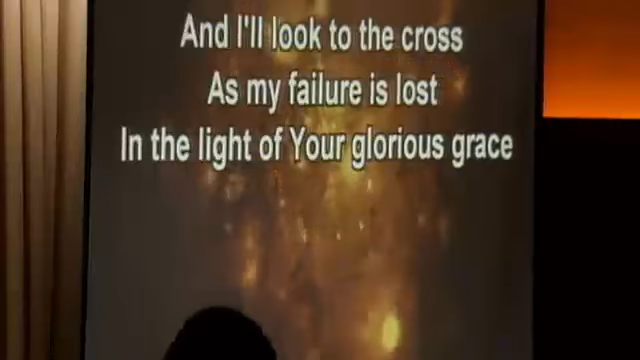 And I'll look to the cross
As my failure is lost
In the light of Your glorious grace